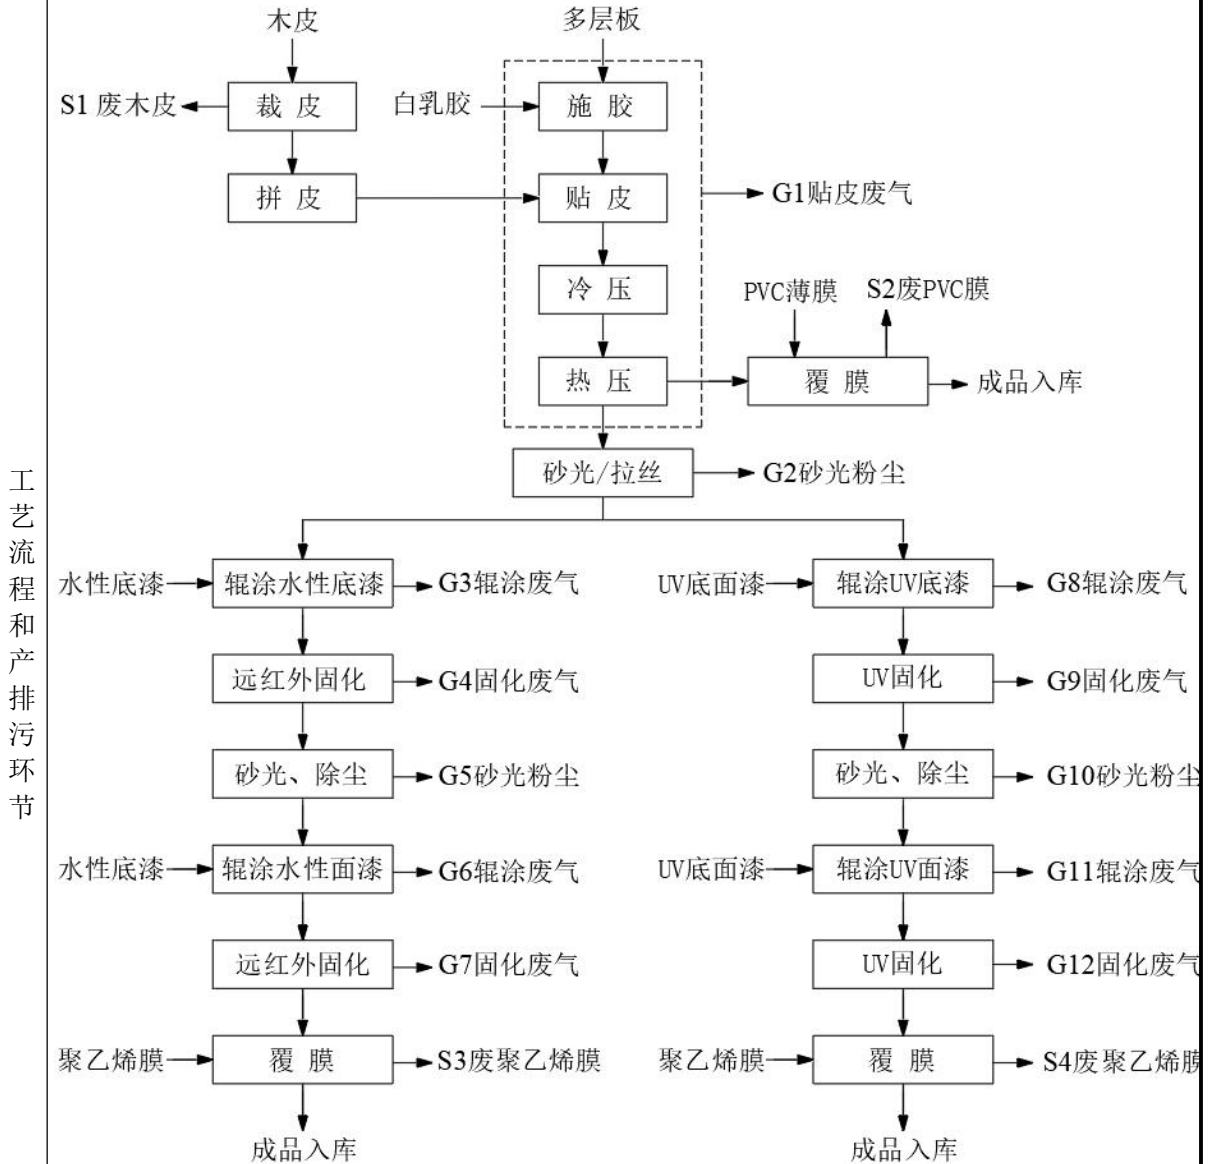 木皮
多层板
S1 废木皮
裁 皮
白乳胶
施 胶
拼 皮
贴 皮
G1贴皮废气
冷 压
PVC薄膜
S2废PVC膜
热 压
覆 膜
成品入库
砂光/拉丝
G2砂光粉尘
工艺流程和产排污环节
水性底漆
辊涂水性底漆
G3辊涂废气
UV底面漆
辊涂UV底漆
G8辊涂废气
远红外固化
G4固化废气
UV固化
G9固化废气
砂光、除尘
G5砂光粉尘
砂光、除尘
G10砂光粉尘
水性底漆
辊涂水性面漆
G6辊涂废气
UV底面漆
辊涂UV面漆
G11辊涂废气
远红外固化
G7固化废气
UV固化
G12固化废气
聚乙烯膜
覆 膜
S3废聚乙烯膜
聚乙烯膜
覆 膜
S4废聚乙烯膜
成品入库
成品入库